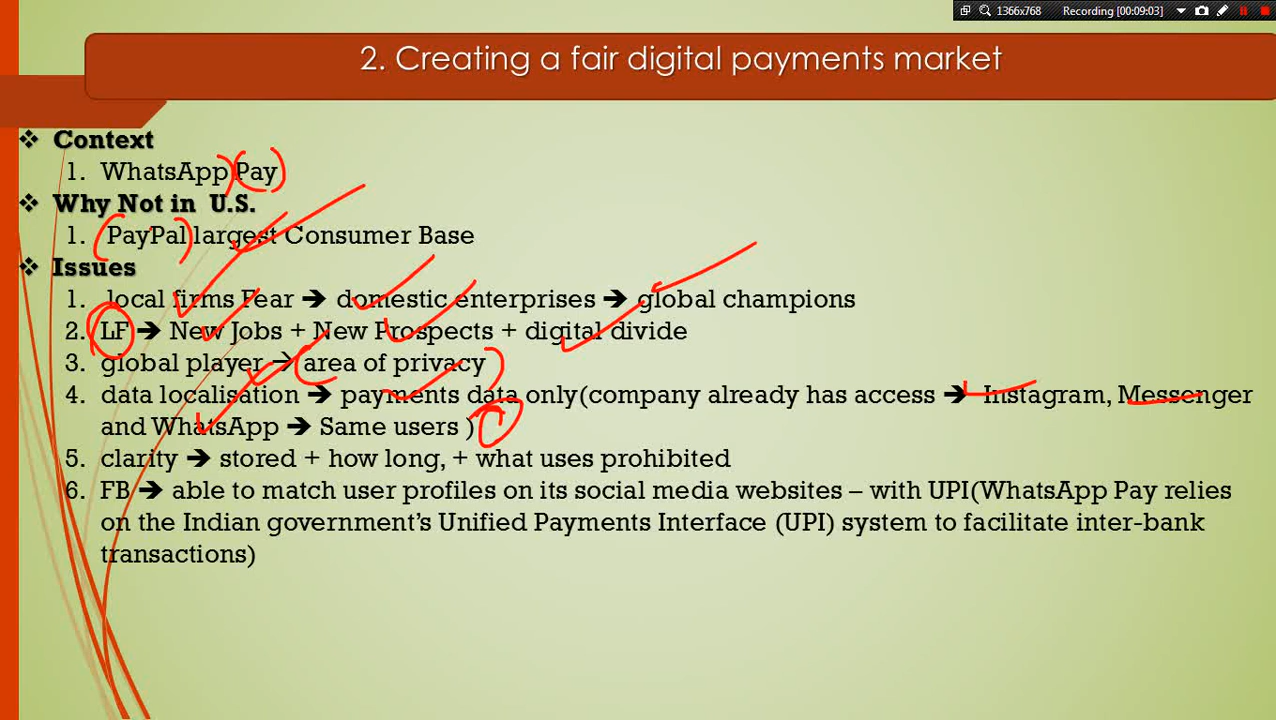 1366x768 Recording [00:09:03]
2. Creating a fair digital payments market
❖ Context
1. WhatsApp Pay
❖ Why Not in U.S.
1. PayPal largest Consumer Base
❖ Issues
1. local firms Fear ➔ domestic enterprises ➔ global champions
2. LF ➔ New Jobs + New Prospects + digital divide
3. global player → area of privacy
4. data localisation ➔ payments data only(company already has access ➔ Instagram, Messenger
and WhatsApp ➔ Same users )
5. clarity ➔ stored + how long, + what uses prohibited
6. FB ➔ able to match user profiles on its social media websites – with UPI(WhatsApp Pay relies
on the Indian government’s Unified Payments Interface (UPI) system to facilitate inter-bank
transactions)